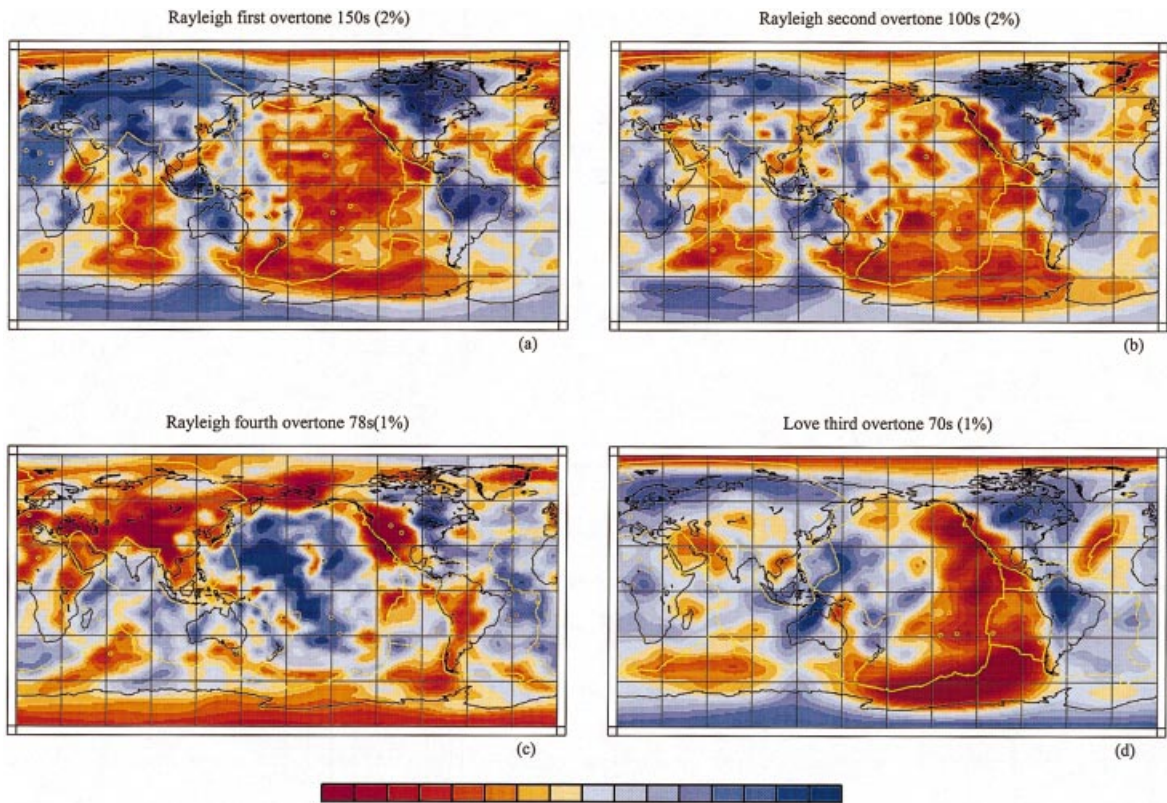 Rayleigh first overtone 150s (2%)
Rayleigh second overtone 100s (2%)
(a)
(b)
Rayleigh fourth overtone 78s(1%)
Love third overtone 70s (1%)
(c)
(d)